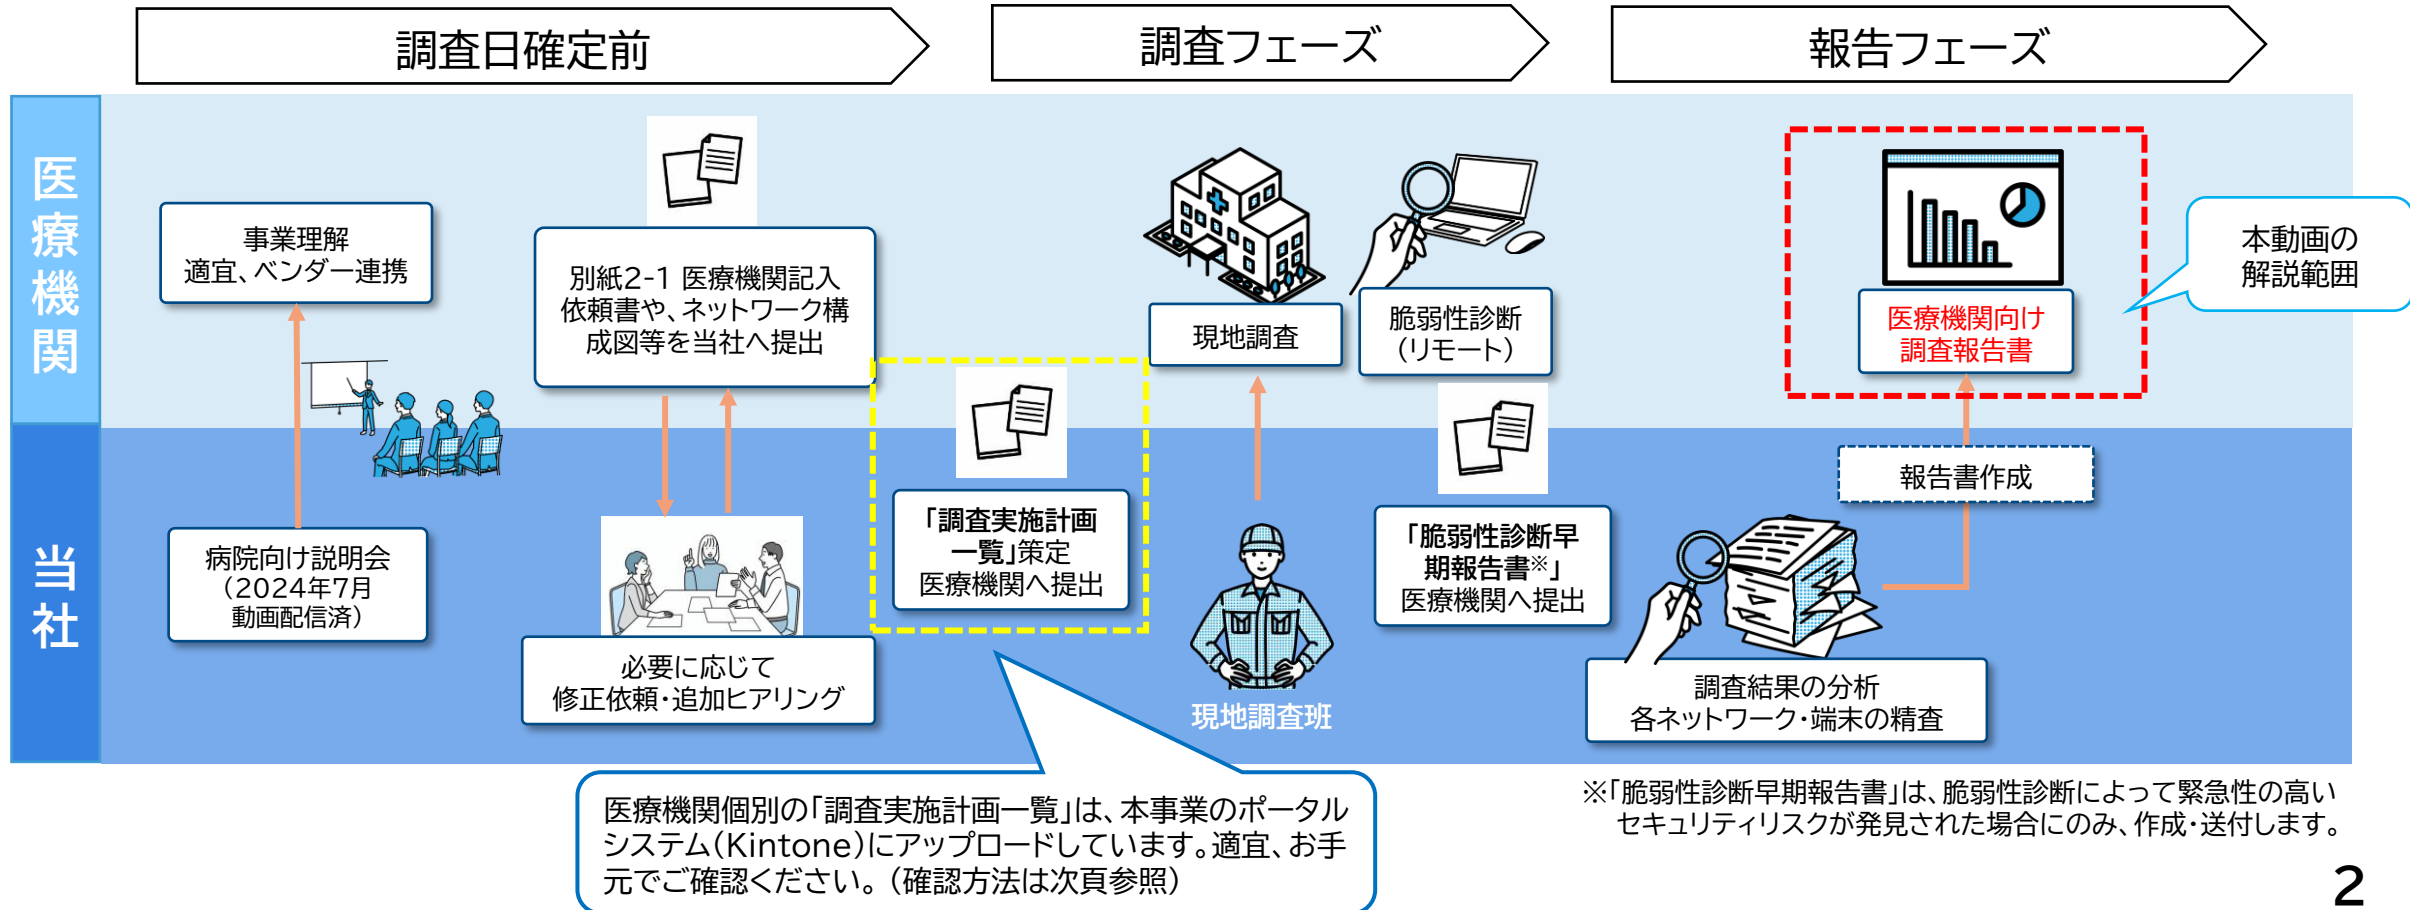 調査日確定前
調査フェーズ
報告フェーズ
医療機関
当社
事業理解
適宜、ベンダー連携
別紙2-1 医療機関記入
依頼書や、ネットワーク構
成図等を当社へ提出
現地調査
脆弱性診断
（リモート）
医療機関向け
調査報告書
本動画の
解説範囲
病院向け説明会
（2024年7月
動画配信済）
必要に応じて
修正依頼・追加ヒアリング
「調査実施計画
一覧」策定
医療機関へ提出
現地調査班
「脆弱性診断早
期報告書※」
医療機関へ提出
報告書作成
調査結果の分析
各ネットワーク・端末の精査
医療機関個別の「調査実施計画一覧」は、本事業のポータル
システム（Kintone）にアップロードしています。適宜、お手
元でご確認ください。（確認方法は次頁参照）
※「脆弱性診断早期報告書」は、脆弱性診断によって緊急性の高い
セキュリティリスクが発見された場合にのみ、作成・送付します。
2